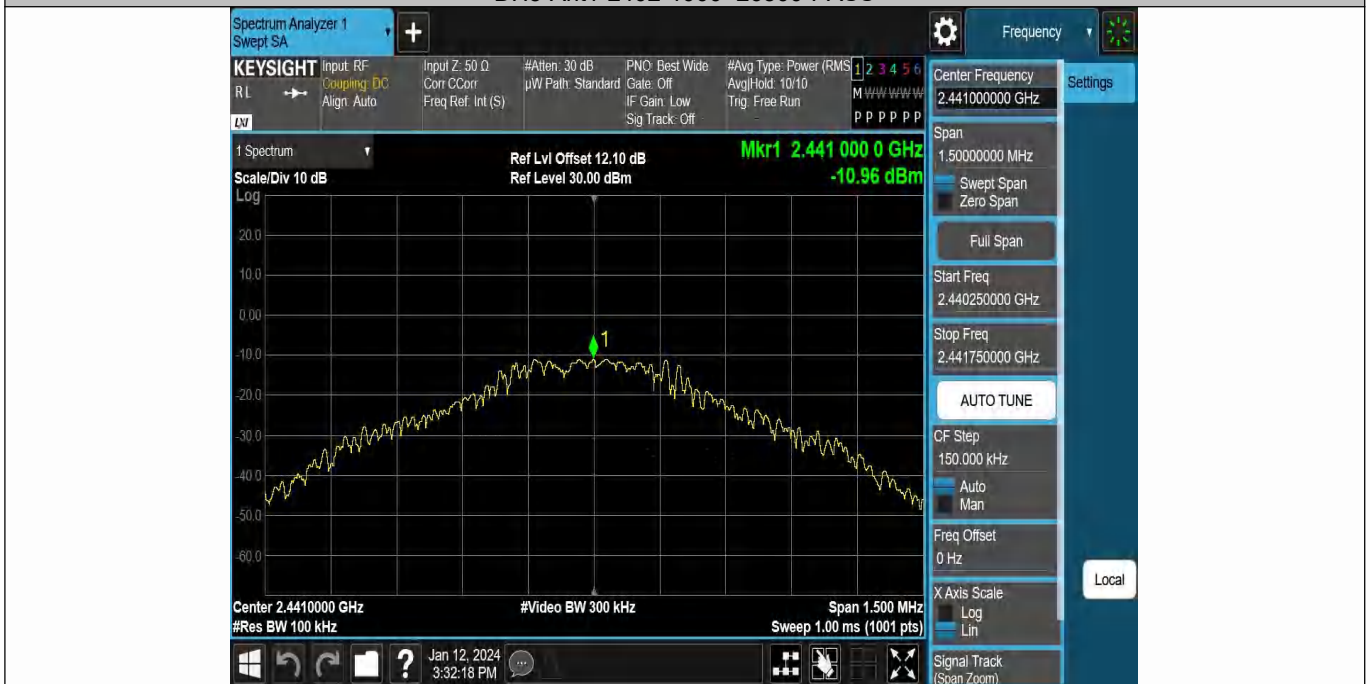 Spectrum Analyzer 1
Swept SA
+
Frequency
KEYSIGHT
RL
LXI
Input: RF
Coupling: DC
Align: Auto
Input Z: 50 Ω
Corr CCorr
Freq Ref: Int (S)
#Atten: 30 dB
µW Path: Standard
PNO: Best Wide
Gate: Off
IF Gain: Low
Sig Track: Off
#Avg Type: Power (RMS
Avg|Hold: 10/10
Trig: Free Run
1 2 3 4 5 6
M W W W W W
P P P P P P
1 Spectrum
Scale/Div 10 dB
Ref Lvl Offset 12.10 dB
Ref Level 30.00 dBm
Mkr1 2.441 000 0 GHz
-10.96 dBm
Log
20.0
10.0
0.00
-10.0
-20.0
-30.0
-40.0
-50.0
-60.0
1
Center 2.4410000 GHz
#Res BW 100 kHz
#Video BW 300 kHz
Span 1.500 MHz
Sweep 1.00 ms (1001 pts)
Jan 12, 2024
3:32:18 PM
?
Center Frequency
2.441000000 GHz
Settings
Span
1.50000000 MHz
Swept Span
Zero Span
Full Span
Start Freq
2.440250000 GHz
Stop Freq
2.441750000 GHz
AUTO TUNE
CF Step
150.000 kHz
Auto
Man
Freq Offset
0 Hz
X Axis Scale
Log
Lin
Local
Signal Track
(Span Zoom)